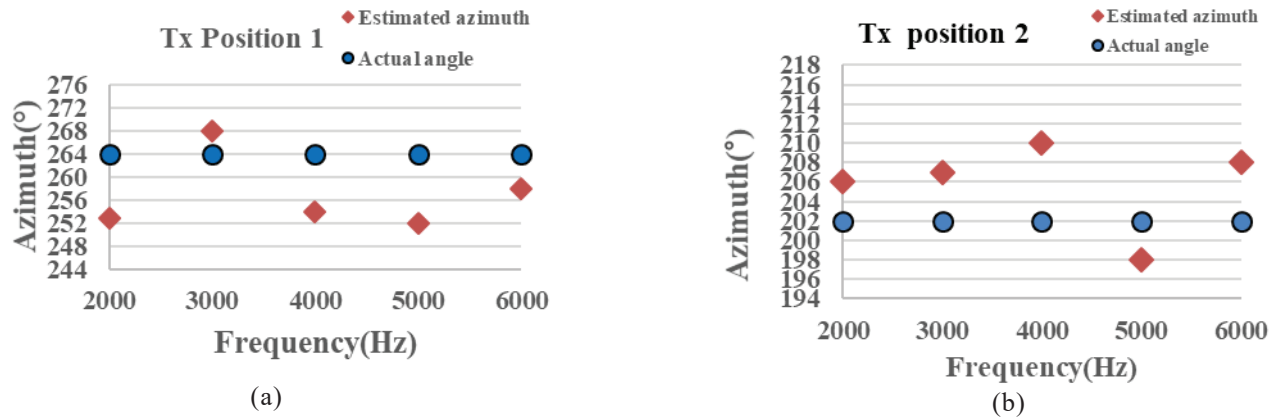 Tx Position 1
Estimated azimuth
Actual angle
Azimuth(°)
276
272
268
264
260
256
252
248
244
2000 3000 4000 5000 6000
Frequency(Hz)
(a)
Tx position 2
Estimated azimuth
Actual angle
Azimuth(°)
218
216
214
212
210
208
206
204
202
200
198
196
194
2000 3000 4000 5000 6000
Frequency(Hz)
(b)